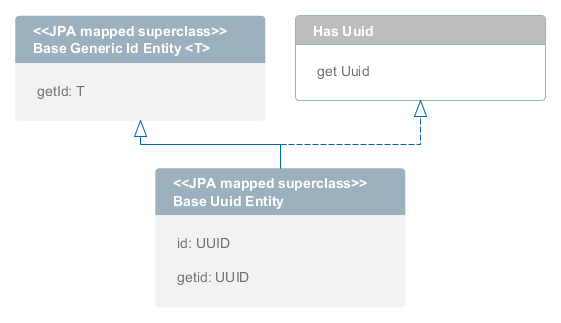 <<JPA mapped superclass>>
Base Generic Id Entity <T>
getId: T
Has Uuid
get Uuid
<<JPA mapped superclass>>
Base Uuid Entity
id: UUID
getid: UUID